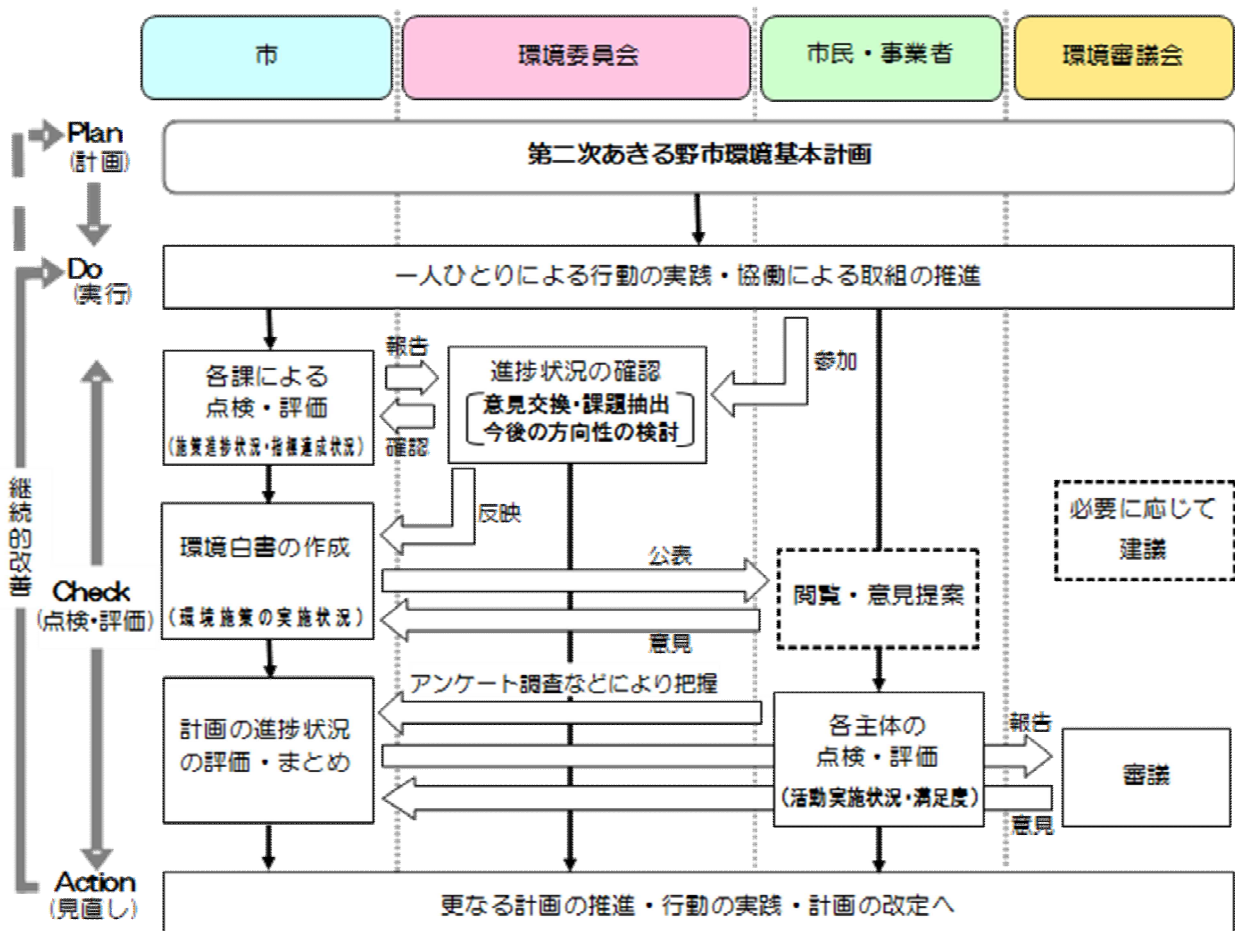 市
環境委員会
市民・事業者
環境審議会
Plan
(計画)
第二次あきる野市環境基本計画
Do
(実行)
一人ひとりによる行動の実践・協働による取組の推進
各課による
点検・評価
(施策進捗状況・指標達成状況)
報告
確認
進捗状況の確認
意見交換・課題抽出
今後の方向性の検討
参加
反映
継続的改善
Check
(点検・評価)
環境白書の作成
(環境施策の実施状況)
公表
意見
閲覧・意見提案
必要に応じて
建議
アンケート調査などにより把握
計画の進捗状況
の評価・まとめ
各主体の
点検・評価
(活動実施状況・満足度)
報告
意見
審議
Action
(見直し)
更なる計画の推進・行動の実践・計画の改定へ